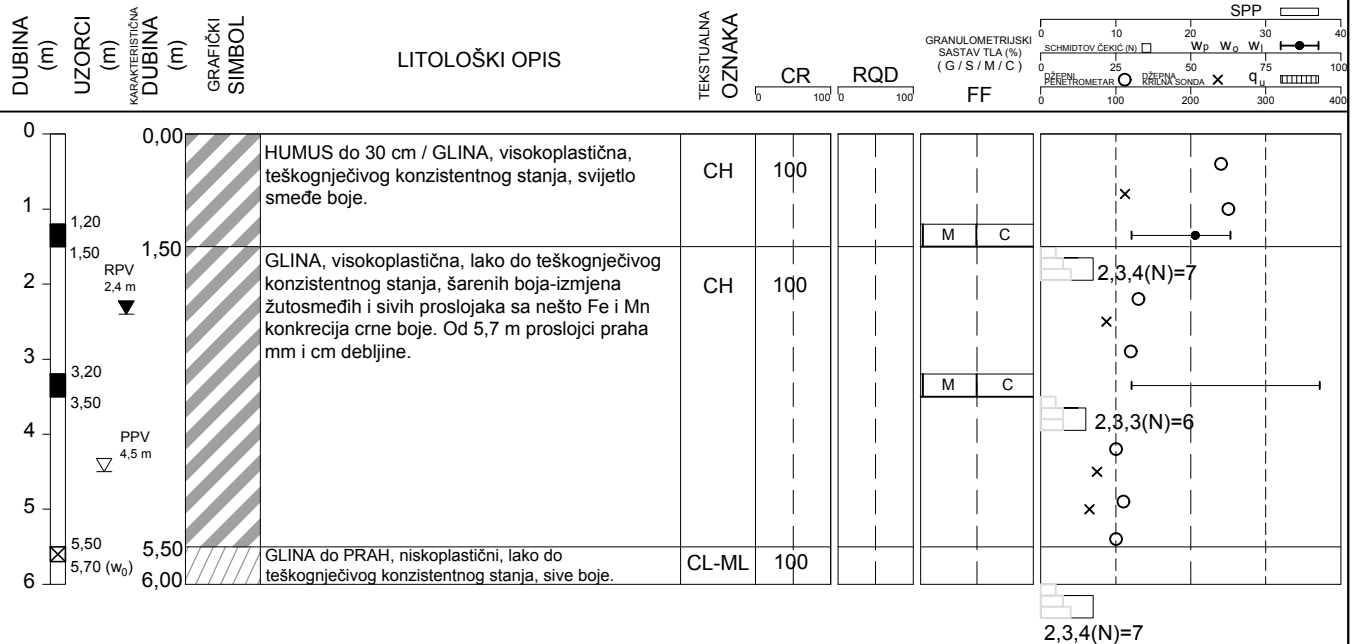 DUBINA (m)
UZORCI (m)
KARAKTERISTIČNA DUBINA (m)
GRAFIČKI SIMBOL
LITOLOŠKI OPIS
TEKSTUALNA OZNAKA
CR
0 100
RQD
0 100
GRANULOMETRIJSKI
SASTAV TLA (%)
( G / S / M / C )
FF
SPP
0 10 20 30 40
SCHMIDTOV ČEKIĆ (N) wP wo wl
0 25 50 75 100
DŽEPNI PENETROMETAR DŽEPNA KRILNA SONDA qu
0 100 200 300 400
0
0,00
HUMUS do 30 cm / GLINA, visokoplastična,
teškognječivog konzistentnog stanja, svijetlo
smeđe boje.
CH
100
1
1,20
1,50
M C
1,50
GLINA, visokoplastična, lako do teškognječivog
konzistentnog stanja, šarenih boja-izmjena
žutosmeđih i sivih proslojaka sa nešto Fe i Mn
konkrecija crne boje. Od 5,7 m proslojci praha
mm i cm debljine.
CH
100
2,3,4(N)=7
2
RPV
2,4 m
3
3,20
3,50
M C
2,3,3(N)=6
4
PPV
4,5 m
5
5,50
5,70 (w0)
5,50
GLINA do PRAH, niskoplastični, lako do
teškognječivog konzistentnog stanja, sive boje.
CL-ML
100
6
6,00
2,3,4(N)=7